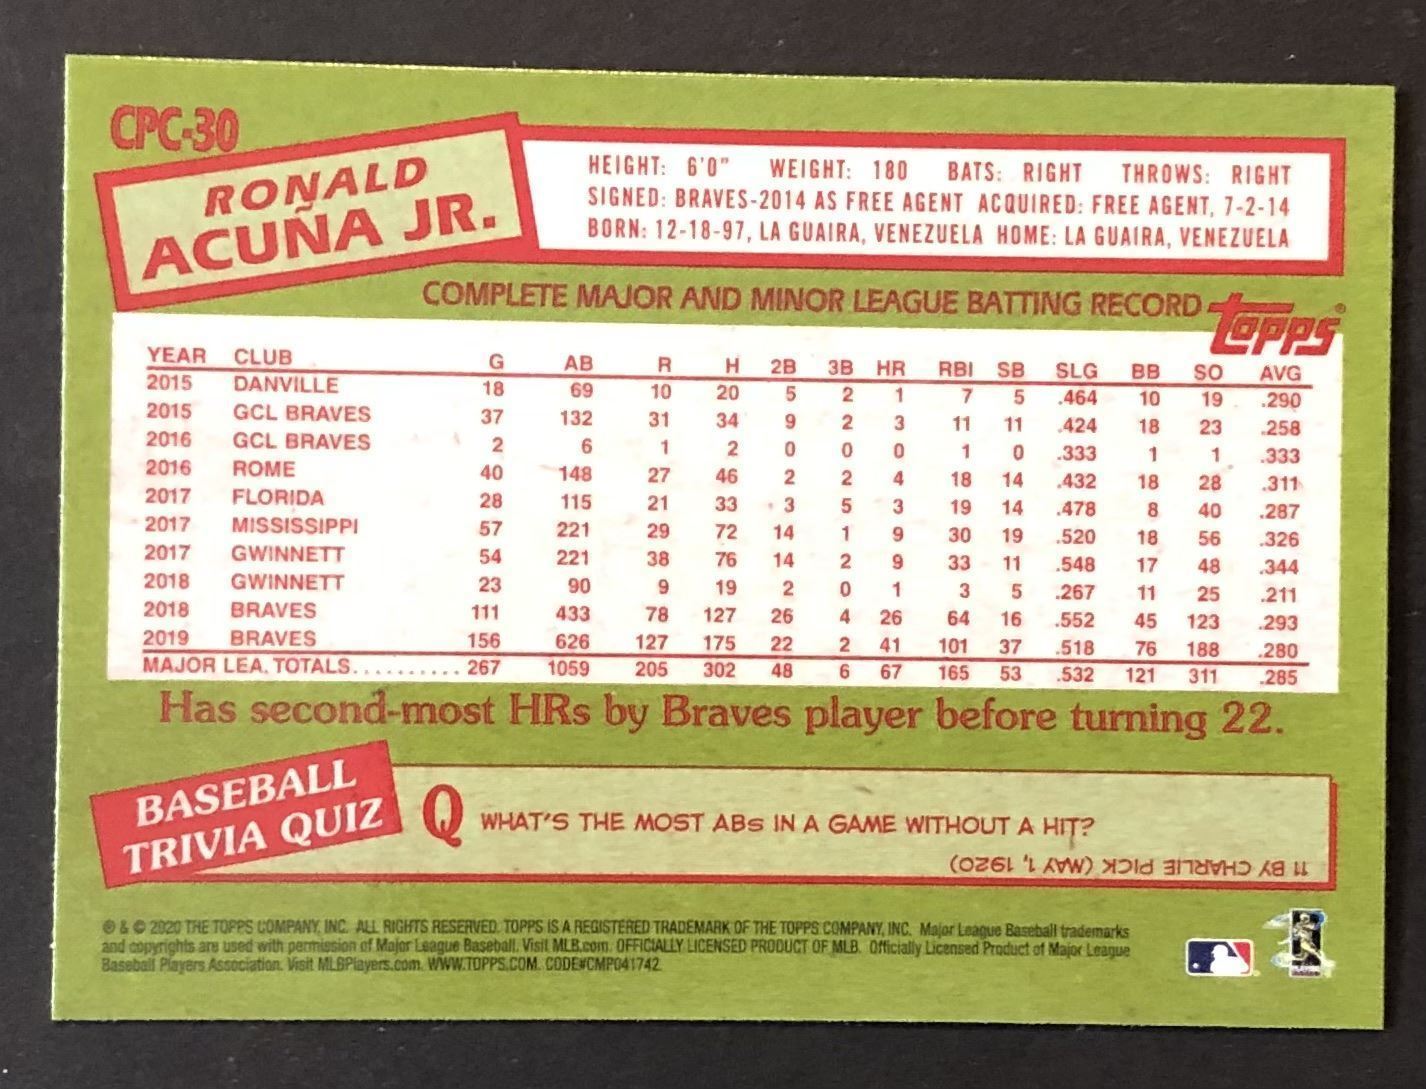 CPC-30
RONALD
ACUÑA JR.
HEIGHT: 6'0" WEIGHT: 180 BATS: RIGHT THROWS: RIGHT
SIGNED: BRAVES-2014 AS FREE AGENT ACQUIRED: FREE AGENT, 7-2-14
BORN: 12-18-97, LA GUAIRA, VENEZUELA HOME: LA GUAIRA, VENEZUELA
COMPLETE MAJOR AND MINOR LEAGUE BATTING RECORD
topps®
YEAR CLUB G AB R H 2B 3B HR RBI SB SLG BB SO AVG
2015 DANVILLE 18 69 10 20 5 2 1 7 5 .464 10 19 .290
2015 GCL BRAVES 37 132 31 34 9 2 3 11 11 .424 18 23 .258
2016 GCL BRAVES 2 6 1 2 0 0 0 1 0 .333 1 1 .333
2016 ROME 40 148 27 46 2 2 4 18 14 .432 18 28 .311
2017 FLORIDA 28 115 21 33 3 5 3 19 14 .478 8 40 .287
2017 MISSISSIPPI 57 221 29 72 14 1 9 30 19 .520 18 56 .326
2017 GWINNETT 54 221 38 76 14 2 9 33 11 .548 17 48 .344
2018 GWINNETT 23 90 9 19 2 0 1 3 5 .267 11 25 .211
2018 BRAVES 111 433 78 127 26 4 26 64 16 .552 45 123 .293
2019 BRAVES 156 626 127 175 22 2 41 101 37 .518 76 188 .280
MAJOR LEA. TOTALS.......... 267 1059 205 302 48 6 67 165 53 .532 121 311 .285
Has second-most HRs by Braves player before turning 22.
BASEBALL
TRIVIA QUIZ
Q WHAT'S THE MOST ABs IN A GAME WITHOUT A HIT?
11 BY CHARLIE PICK (MAY 1, 1920)
® & © 2020 THE TOPPS COMPANY, INC. ALL RIGHTS RESERVED. TOPPS IS A REGISTERED TRADEMARK OF THE TOPPS COMPANY, INC. Major League Baseball trademarks
and copyrights are used with permission of Major League Baseball. Visit MLB.com. OFFICIALLY LICENSED PRODUCT OF MLB. Officially Licensed Product of Major League
Baseball Players Association. Visit MLBPlayers.com. WWW.TOPPS.COM. CODE#CMP041742